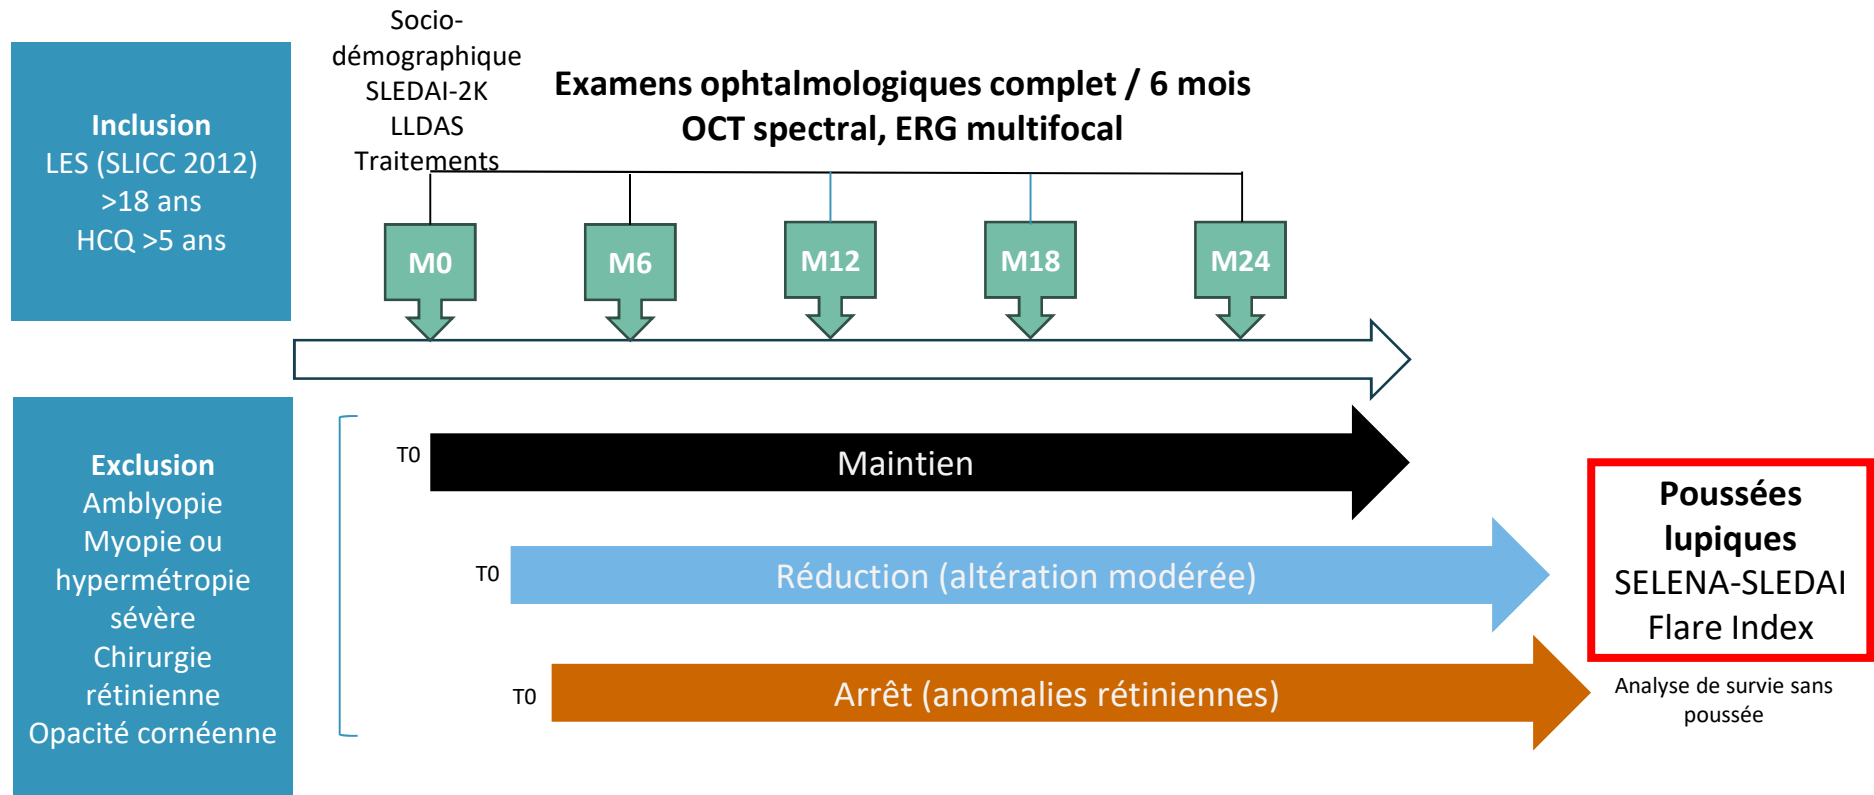 Socio-
démographique
SLEDAI-2K
LLDAS
Traitements
Examens ophtalmologiques complet / 6 mois
OCT spectral, ERG multifocal
Inclusion
LES (SLICC 2012)
>18 ans
HCQ >5 ans
M0
M6
M12
M18
M24
Exclusion
Amblyopie
Myopie ou
hypermétropie
sévère
Chirurgie
rétinienne
Opacité cornéenne
T0
Maintien
T0
Réduction (altération modérée)
T0
Arrêt (anomalies rétiniennes)
Poussées
lupiques
SELENA-SLEDAI
Flare Index
Analyse de survie sans
poussée